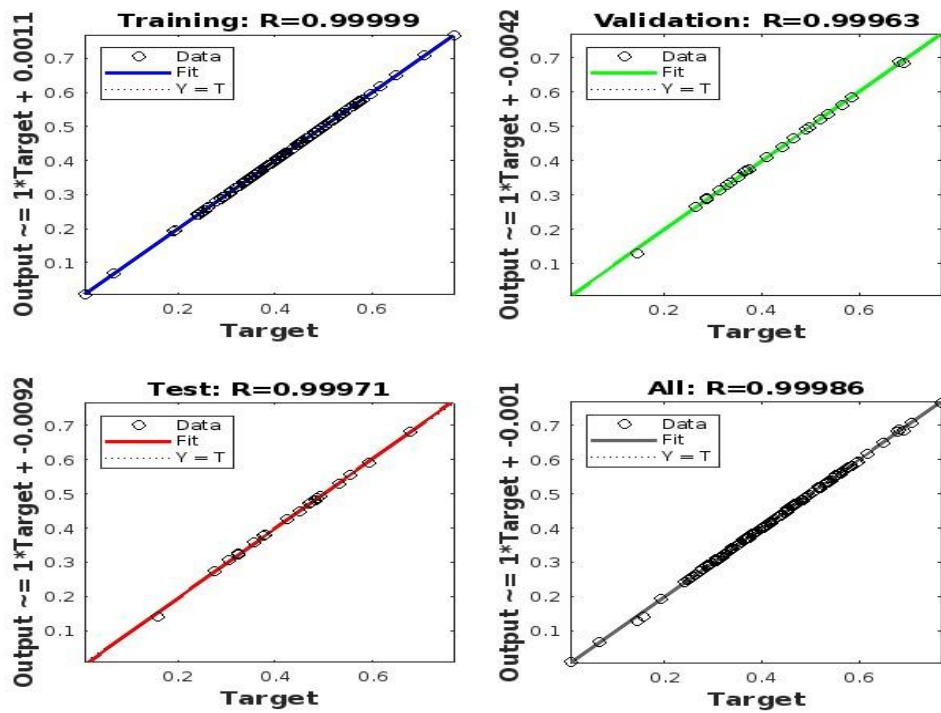 Training: R=0.99999
Output ~= 1*Target + 0.0011
Data
Fit
Y = T
0.7
0.6
0.5
0.4
0.3
0.2
0.1
0.2
0.4
0.6
Target
Validation: R=0.99963
Output ~= 1*Target + -0.0042
Data
Fit
Y = T
0.7
0.6
0.5
0.4
0.3
0.2
0.1
0.2
0.4
0.6
Target
Test: R=0.99971
Output ~= 1*Target + -0.0092
Data
Fit
Y = T
0.7
0.6
0.5
0.4
0.3
0.2
0.1
0.2
0.4
0.6
Target
All: R=0.99986
Output ~= 1*Target + -0.001
Data
Fit
Y = T
0.7
0.6
0.5
0.4
0.3
0.2
0.1
0.2
0.4
0.6
Target